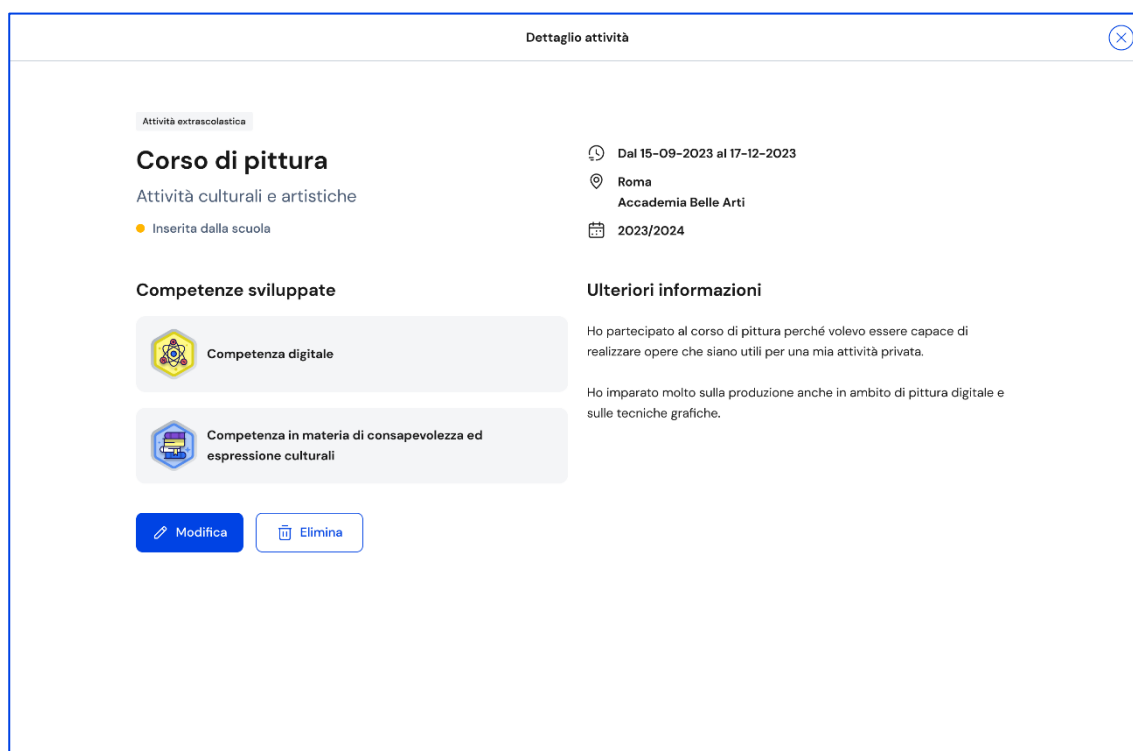 Dettaglio attività
Attività extrascolastica
Corso di pittura
Attività culturali e artistiche
Inserita dalla scuola
Dal 15-09-2023 al 17-12-2023
Roma
Accademia Belle Arti
2023/2024
Competenze sviluppate
Competenza digitale
Competenza in materia di consapevolezza ed
espressione culturali
Ulteriori informazioni
Ho partecipato al corso di pittura perché volevo essere capace di
realizzare opere che siano utili per una mia attività privata.
Ho imparato molto sulla produzione anche in ambito di pittura digitale e
sulle tecniche grafiche.
Modifica
Elimina